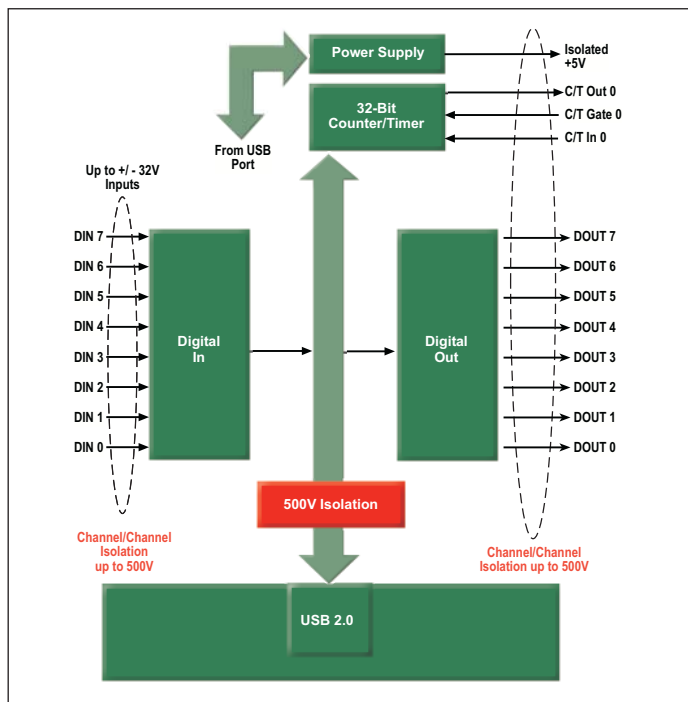 Power Supply
Isolated
+5V
32-Bit
Counter/Timer
C/T Out 0
C/T Gate 0
C/T In 0
From USB
Port
Up to +/ - 32V
Inputs
DIN 7
DIN 6
DIN 5
DIN 4
DIN 3
DIN 2
DIN 1
DIN 0
Digital
In
Digital
Out
DOUT 7
DOUT 6
DOUT 5
DOUT 4
DOUT 3
DOUT 2
DOUT 1
DOUT 0
500V Isolation
Channel/Channel
Isolation
up to 500V
Channel/Channel
Isolation up to 500V
USB 2.0